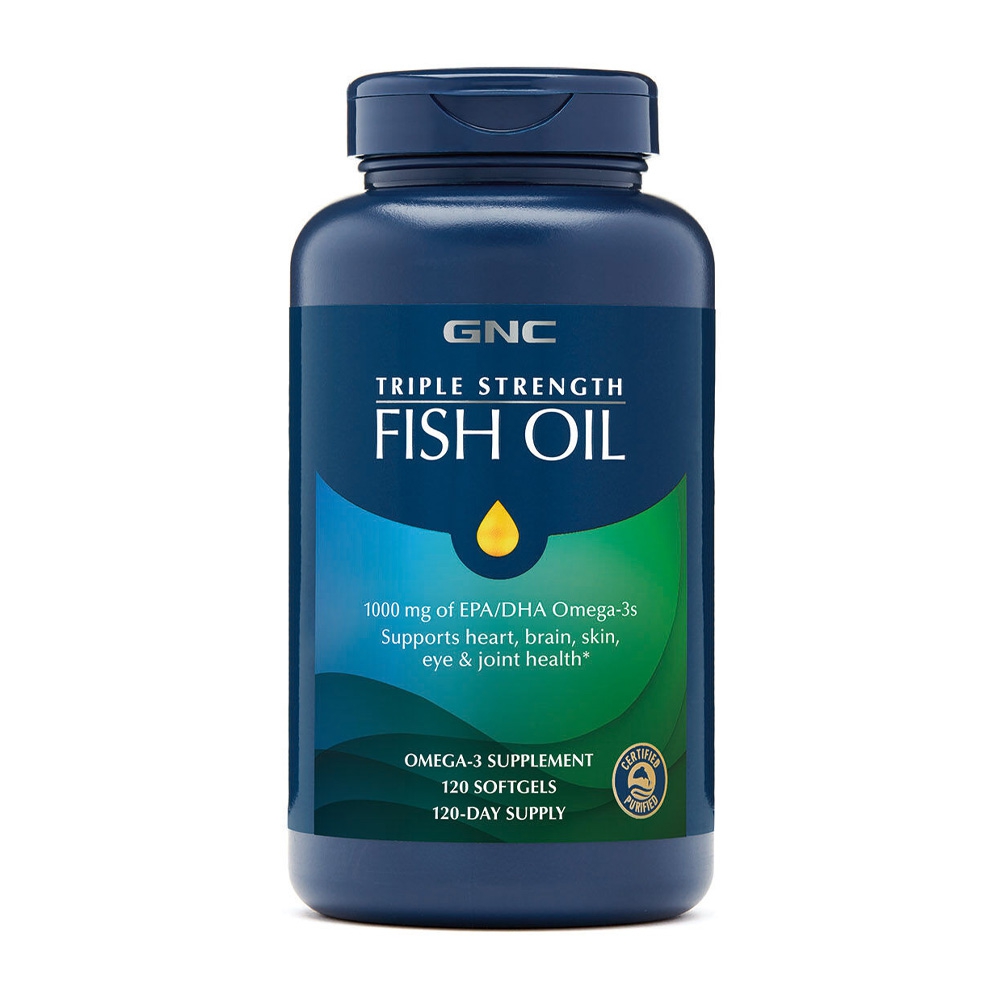 GNC
TRIPLE STRENGTH
FISH OIL
1000 mg of EPA/DHA Omega-3s
Supports heart, brain, skin,
eye & joint health*
OMEGA-3 SUPPLEMENT
120 SOFTGELS
120-DAY SUPPLY
CERTIFIED
PURIFIED